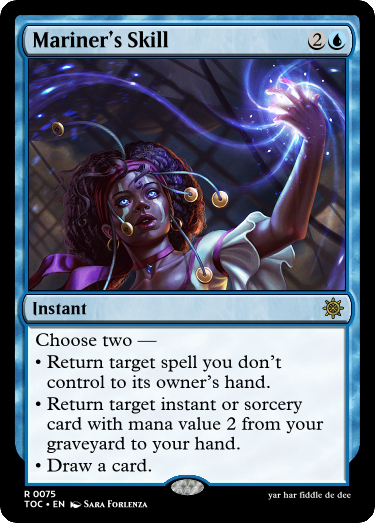 Mariner's Skill 2
Instant
Choose two —
• Return target spell you don't
control to its owner's hand.
• Return target instant or sorcery
card with mana value 2 from your
graveyard to your hand.
• Draw a card.
R 0075
TOC • EN Sara Forlenza
yar har fiddle de dee